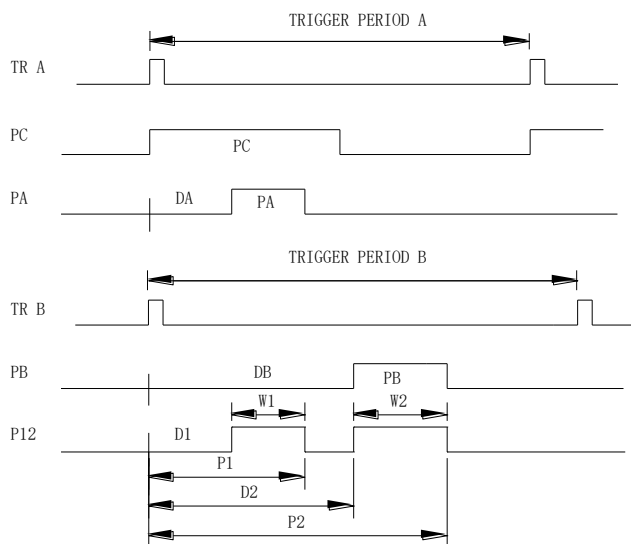 TRIGGER PERIOD A
TR A
PC
PC
PA
DA
PA
TRIGGER PERIOD B
TR B
PB
DB
PB
W1
W2
P12
D1
P1
D2
P2